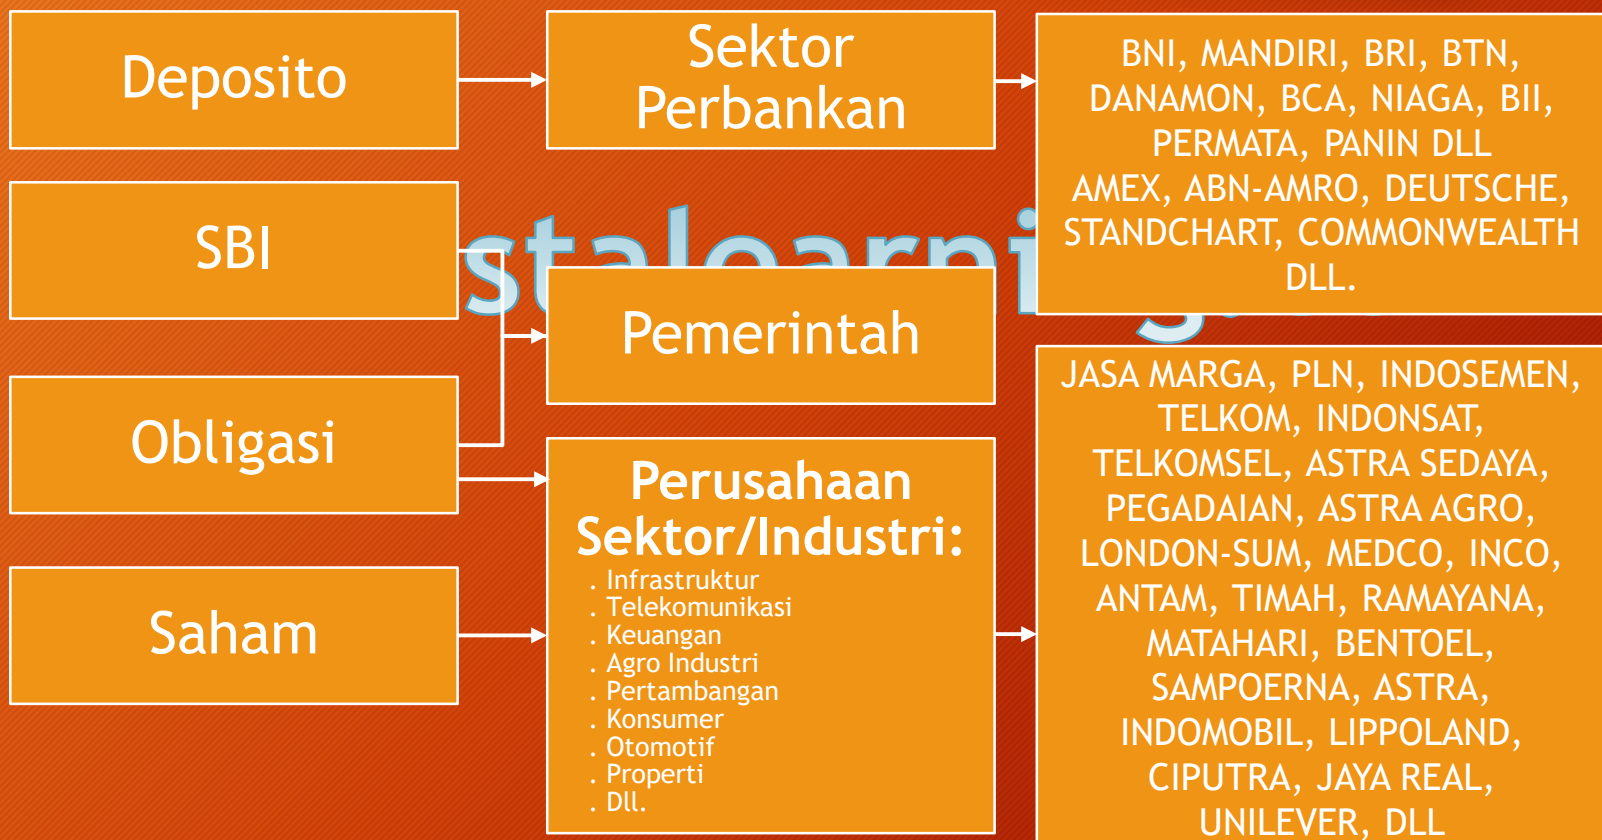 Deposito
Sektor
Perbankan
BNI, MANDIRI, BRI, BTN,
DANAMON, BCA, NIAGA, BII,
PERMATA, PANIN DLL
AMEX, ABN-AMRO, DEUTSCHE,
STANDCHART, COMMONWEALTH
DLL.
SBI
Pemerintah
Obligasi
Saham
Perusahaan
Sektor/Industri:
. Infrastruktur
. Telekomunikasi
. Keuangan
. Agro Industri
. Pertambangan
. Konsumer
. Otomotif
. Properti
. Dll.
JASA MARGA, PLN, INDOSEMEN,
TELKOM, INDONSAT,
TELKOMSEL, ASTRA SEDAYA,
PEGADAIAN, ASTRA AGRO,
LONDON-SUM, MEDCO, INCO,
ANTAM, TIMAH, RAMAYANA,
MATAHARI, BENTOEL,
SAMPOERNA, ASTRA,
INDOMOBIL, LIPPOLAND,
CIPUTRA, JAYA REAL,
UNILEVER, DLL